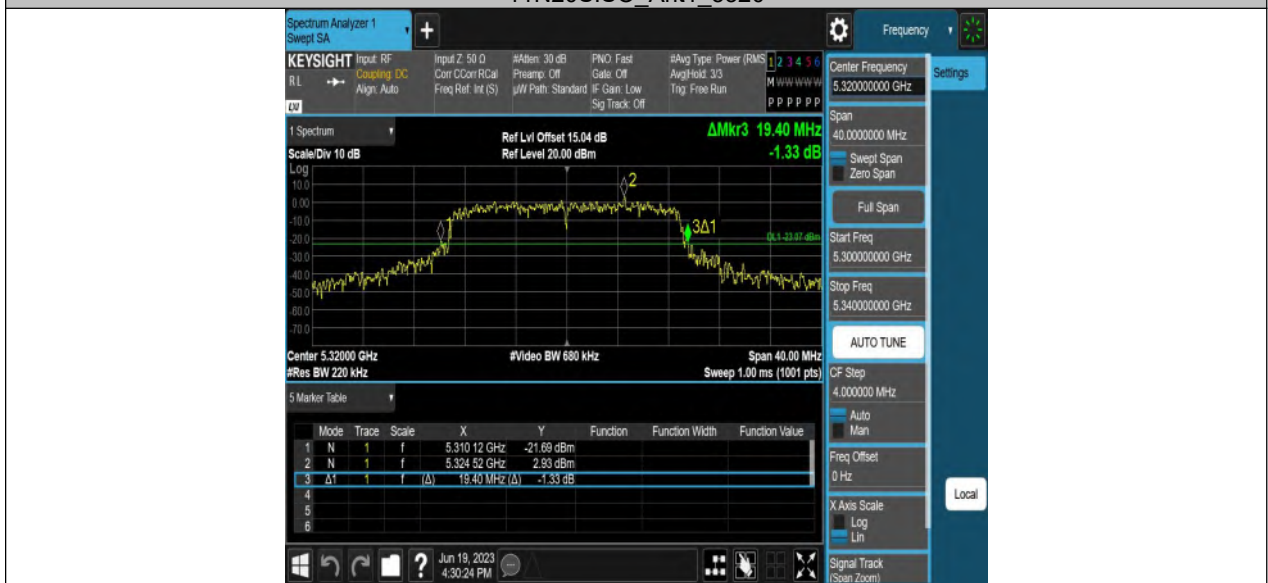 Spectrum Analyzer 1
Swept SA
+
Frequency
KEYSIGHT
RL
LXI
Input: RF
Coupling: DC
Align: Auto
Input Z: 50 Ω
Corr CCorr RCal
Freq Ref: Int (S)
#Atten: 30 dB
Preamp: Off
µW Path: Standard
PNO: Fast
Gate: Off
IF Gain: Low
Sig Track: Off
#Avg Type: Power (RMS
Avg|Hold: 3/3
Trig: Free Run
1 2 3 4 5 6
M W W W W W
P P P P P P
Center Frequency
5.320000000 GHz
Settings
Span
40.0000000 MHz
Swept Span
Zero Span
Full Span
Start Freq
5.300000000 GHz
Stop Freq
5.340000000 GHz
AUTO TUNE
CF Step
4.000000 MHz
Auto
Man
Freq Offset
0 Hz
X Axis Scale
Log
Lin
Signal Track
(Span Zoom)
Local
1 Spectrum
Scale/Div 10 dB
Ref Lvl Offset 15.04 dB
Ref Level 20.00 dBm
ΔMkr3 19.40 MHz
-1.33 dB
Log
10.0
0.00
-10.0
-20.0
-30.0
-40.0
-50.0
-60.0
-70.0
2
3Δ1
DL1 -23.07 dBm
Center 5.32000 GHz
#Video BW 680 kHz
Span 40.00 MHz
#Res BW 220 kHz
Sweep 1.00 ms (1001 pts)
5 Marker Table
Mode Trace Scale X Y Function Function Width Function Value
1 N 1 f 5.310 12 GHz -21.69 dBm
2 N 1 f 5.324 52 GHz 2.93 dBm
3 Δ1 1 f (Δ) 19.40 MHz (Δ) -1.33 dB
4
5
6
?
Jun 19, 2023
4:30:24 PM